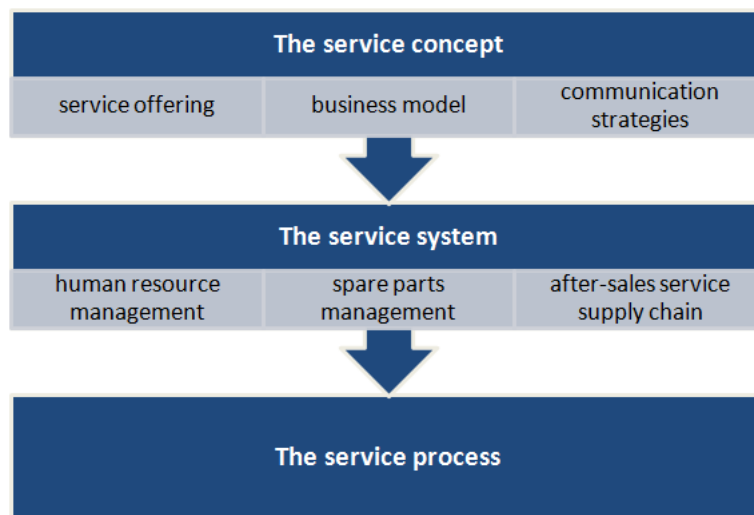 The service concept
service offering
business model
communication
strategies
The service system
human resource
management
spare parts
management
after-sales service
supply chain
The service process